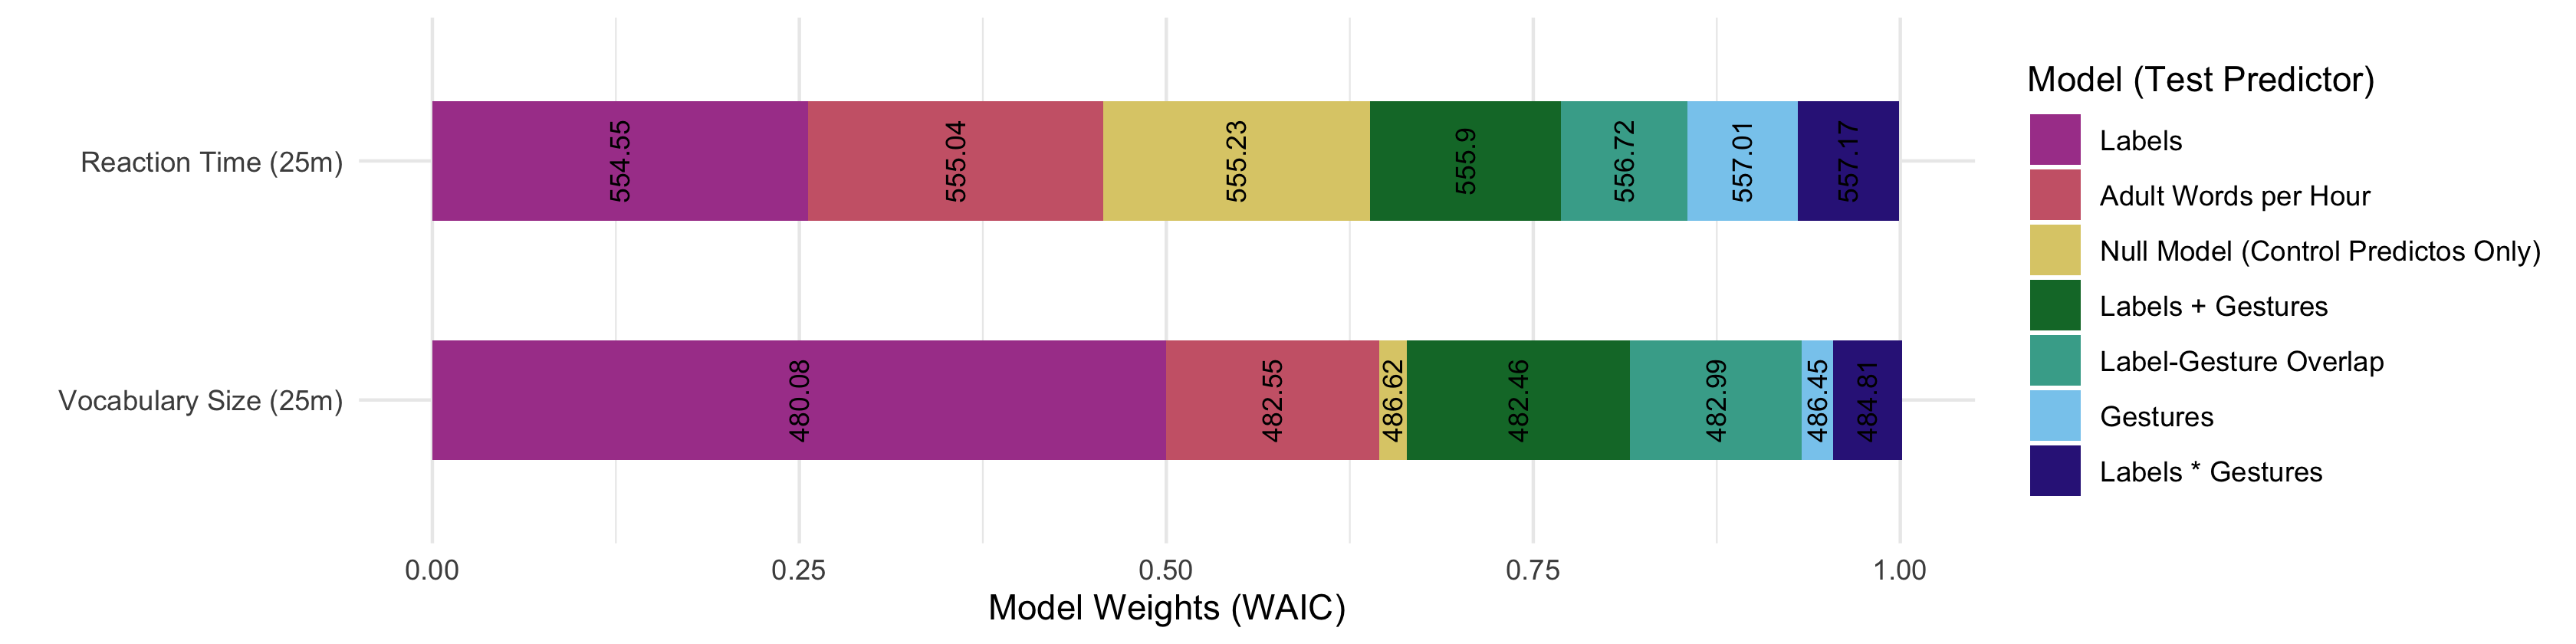 Reaction Time (25m)
554.55
555.04
555.23
555.9
556.72
557.01
557.17
Vocabulary Size (25m)
480.08
482.55
486.62
482.46
482.99
486.45
484.81
0.00
0.25
0.50
0.75
1.00
Model Weights (WAIC)
Model (Test Predictor)
Labels
Adult Words per Hour
Null Model (Control Predictos Only)
Labels + Gestures
Label-Gesture Overlap
Gestures
Labels * Gestures